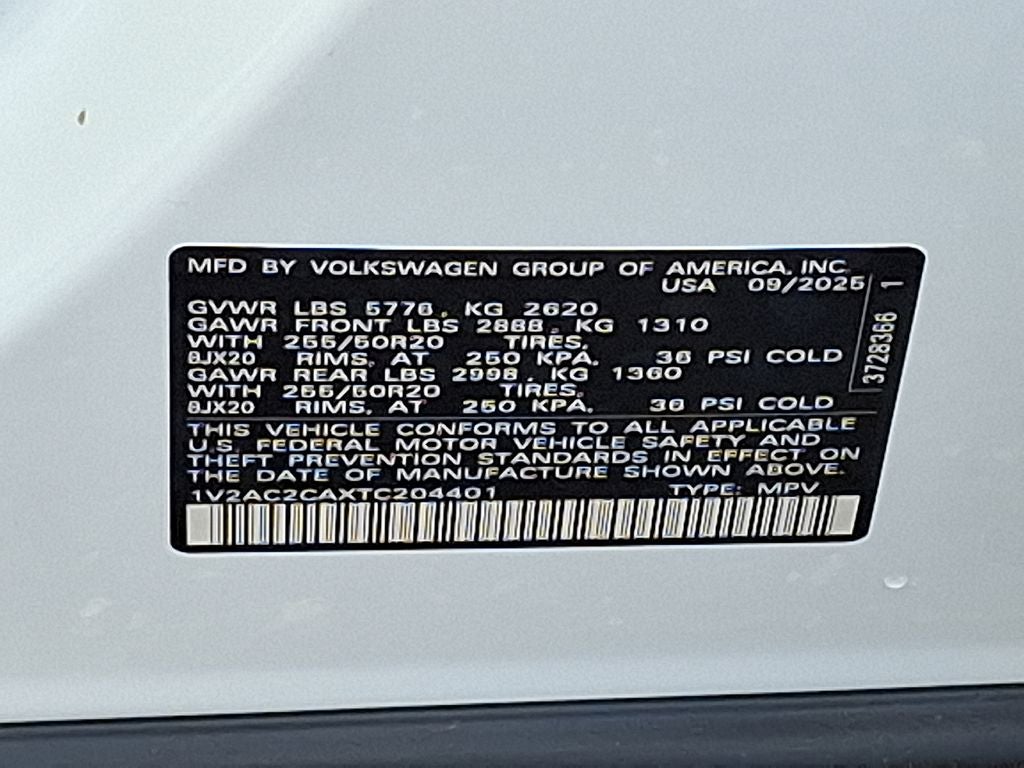 MFD BY VOLKSWAGEN GROUP OF AMERICA, INC
USA 09/2025
GVWR LBS 5776, KG 2620
GAWR FRONT LBS 2888, KG 1310
WITH 255/50R20 TIRES,
8JX20 RIMS, AT 250 KPA, 36 PSI COLD
GAWR REAR LBS 2998, KG 1360
WITH 255/50R20 TIRES,
8JX20 RIMS, AT 250 KPA, 36 PSI COLD
THIS VEHICLE CONFORMS TO ALL APPLICABLE
U.S. FEDERAL MOTOR VEHICLE SAFETY AND
THEFT PREVENTION STANDARDS IN EFFECT ON
THE DATE OF MANUFACTURE SHOWN ABOVE.
1V2AC2CAXTC204401 TYPE: MPV
3728366 1